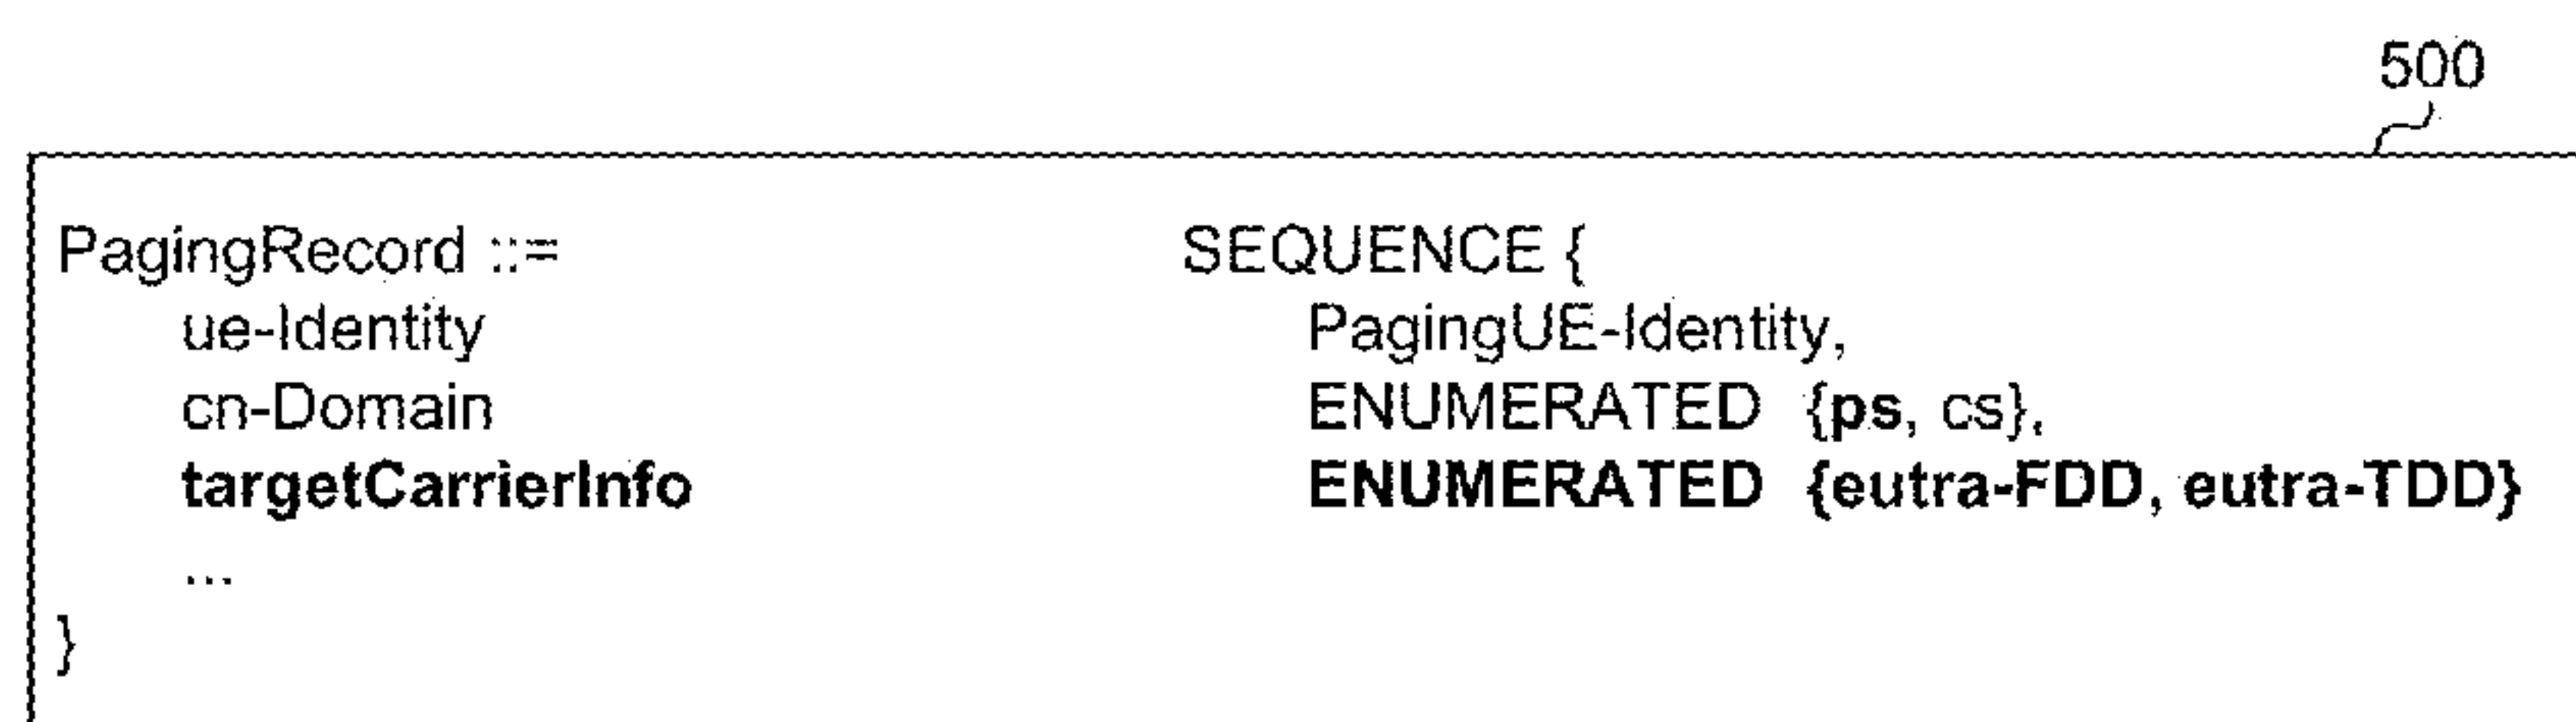 500
PagingRecord ::= SEQUENCE {
ue-Identity PagingUE-Identity,
cn-Domain ENUMERATED {ps, cs},
targetCarrierInfo ENUMERATED {eutra-FDD, eutra-TDD}
...
}